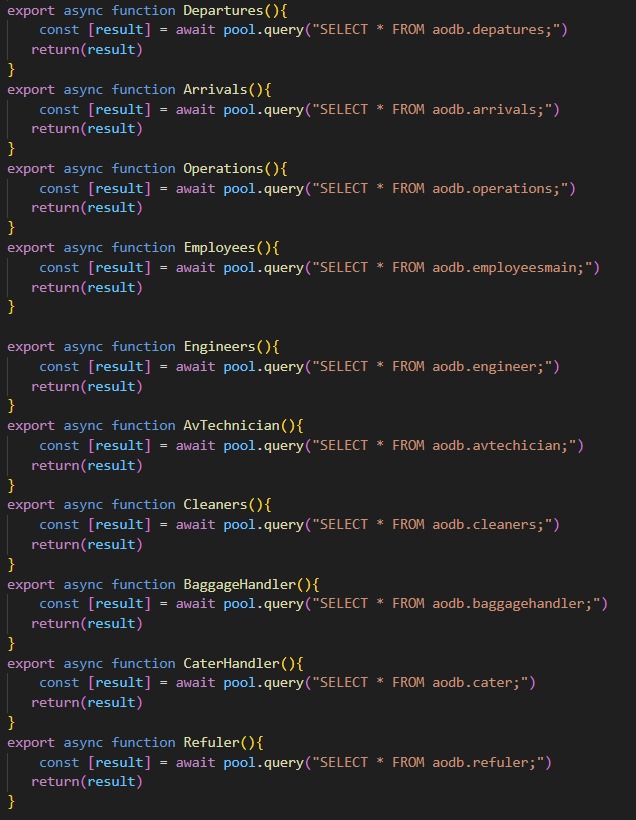 export async function Departures(){
    const [result] = await pool.query("SELECT * FROM aodb.depatures;")
   return(result)
}
export async function Arrivals(){
    const [result] = await pool.query("SELECT * FROM aodb.arrivals;")
   return(result)
}
export async function Operations(){
    const [result] = await pool.query("SELECT * FROM aodb.operations;")
   return(result)
}
export async function Employees(){
    const [result] = await pool.query("SELECT * FROM aodb.employeesmain;")
   return(result)
}

export async function Engineers(){
    const [result] = await pool.query("SELECT * FROM aodb.engineer;")
   return(result)
}
export async function AvTechnician(){
    const [result] = await pool.query("SELECT * FROM aodb.avtechician;")
   return(result)
}
export async function Cleaners(){
    const [result] = await pool.query("SELECT * FROM aodb.cleaners;")
   return(result)
}
export async function BaggageHandler(){
    const [result] = await pool.query("SELECT * FROM aodb.baggagehandler;")
   return(result)
}
export async function CaterHandler(){
    const [result] = await pool.query("SELECT * FROM aodb.cater;")
   return(result)
}
export async function Refuler(){
    const [result] = await pool.query("SELECT * FROM aodb.refuler;")
   return(result)
}